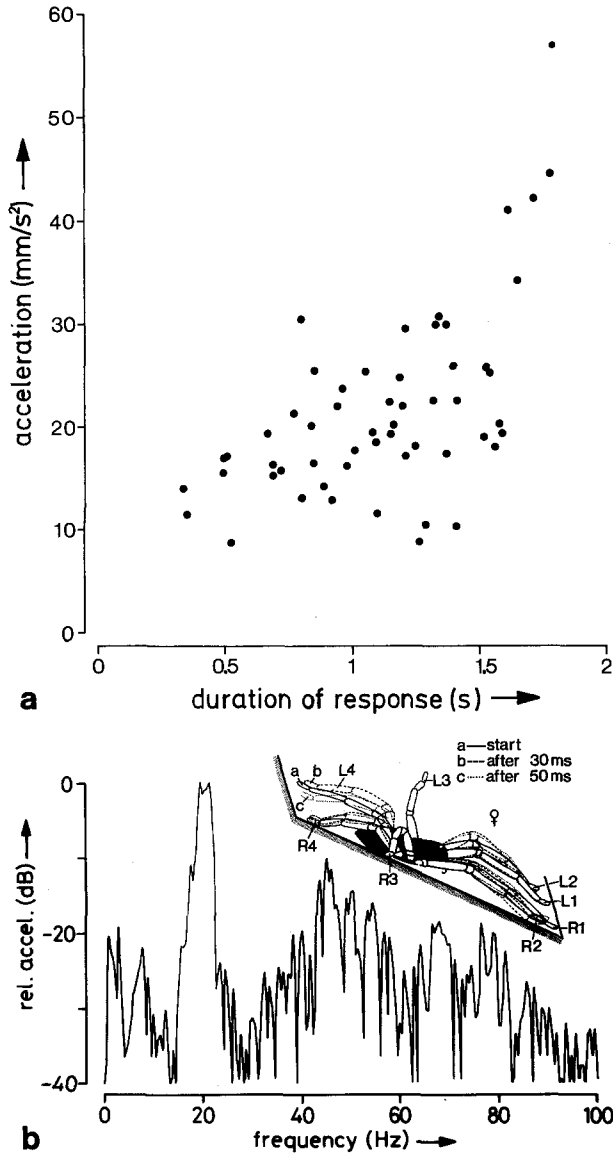 60
50
40
30
20
10
0
acceleration (mm/s²)
0 0.5 1 1.5 2
duration of response (s)
a
a — start
b --- after 30 ms
c ······ after 50 ms
a b L4
c
L3
♀
R4
R3
L2
L1
R2
R1
0
-20
-40
rel. accel. (dB)
0 20 40 60 80 100
frequency (Hz)
b